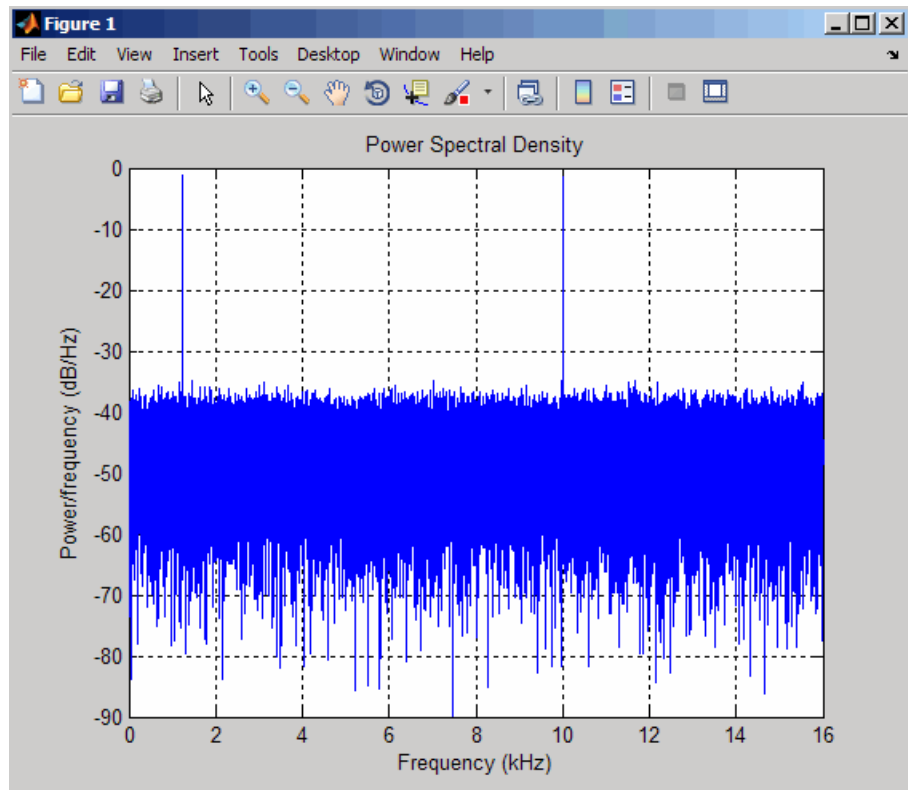 Figure 1
File Edit View Insert Tools Desktop Window Help
Power Spectral Density
0
-10
-20
-30
-40
-50
-60
-70
-80
-90
Power/frequency (dB/Hz)
0 2 4 6 8 10 12 14 16
Frequency (kHz)